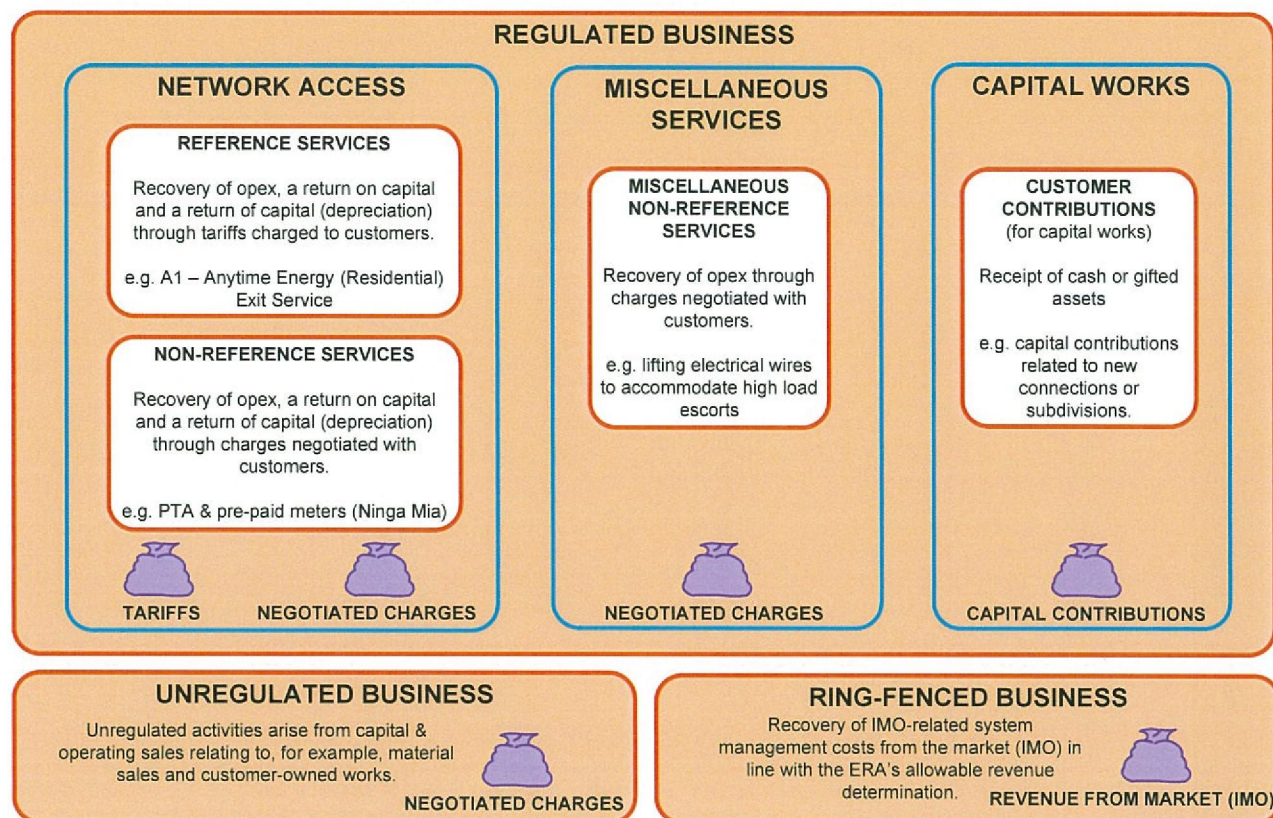 REGULATED BUSINESS
NETWORK ACCESS
REFERENCE SERVICES
Recovery of opex, a return on capital
and a return of capital (depreciation)
through tariffs charged to customers.
e.g. A1 – Anytime Energy (Residential)
Exit Service
NON-REFERENCE SERVICES
Recovery of opex, a return on capital
and a return of capital (depreciation)
through charges negotiated with
customers.
e.g. PTA & pre-paid meters (Ninga Mia)
TARIFFS
NEGOTIATED CHARGES
MISCELLANEOUS
SERVICES
MISCELLANEOUS
NON-REFERENCE
SERVICES
Recovery of opex through
charges negotiated with
customers.
e.g. lifting electrical wires
to accommodate high load
escorts
NEGOTIATED CHARGES
CAPITAL WORKS
CUSTOMER
CONTRIBUTIONS
(for capital works)
Receipt of cash or gifted
assets
e.g. capital contributions
related to new
connections or
subdivisions.
CAPITAL CONTRIBUTIONS
UNREGULATED BUSINESS
Unregulated activities arise from capital &
operating sales relating to, for example, material
sales and customer-owned works.
NEGOTIATED CHARGES
RING-FENCED BUSINESS
Recovery of IMO-related system
management costs from the market (IMO) in
line with the ERA's allowable revenue
determination.
REVENUE FROM MARKET (IMO)